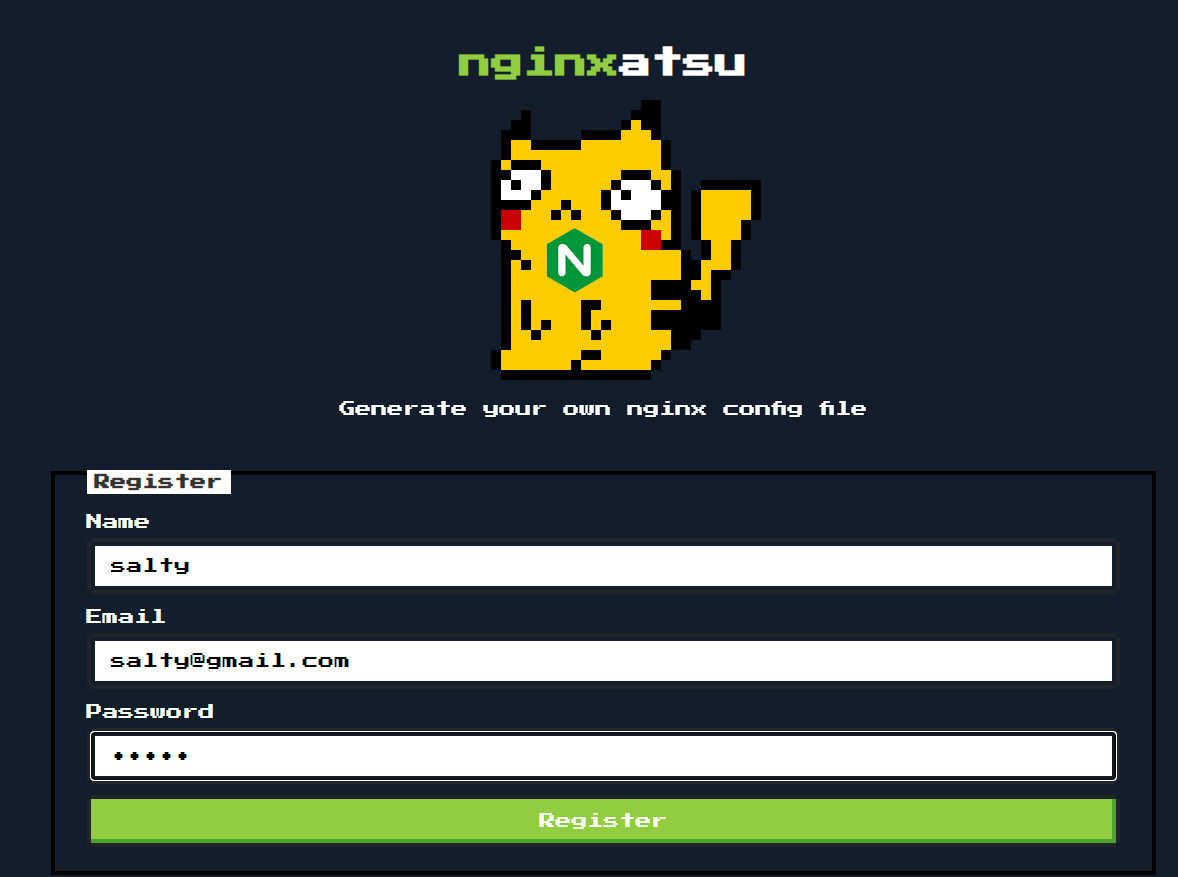 nginxatsu
N
Generate your own nginx config file
Register
Name
salty
Email
salty@gmail.com
Password
•••••
Register